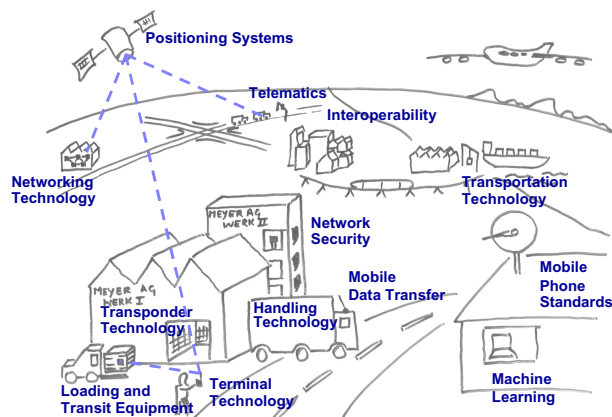 Positioning Systems
Telematics
Interoperability
Networking
Technology
Transportation
Technology
MEYER AG
WERK II
Network
Security
Mobile
Data Transfer
Mobile
Phone
Standards
MEYER AG
WERK I
Transponder
Technology
Handling
Technology
Loading and
Transit Equipment
Terminal
Technology
Machine
Learning